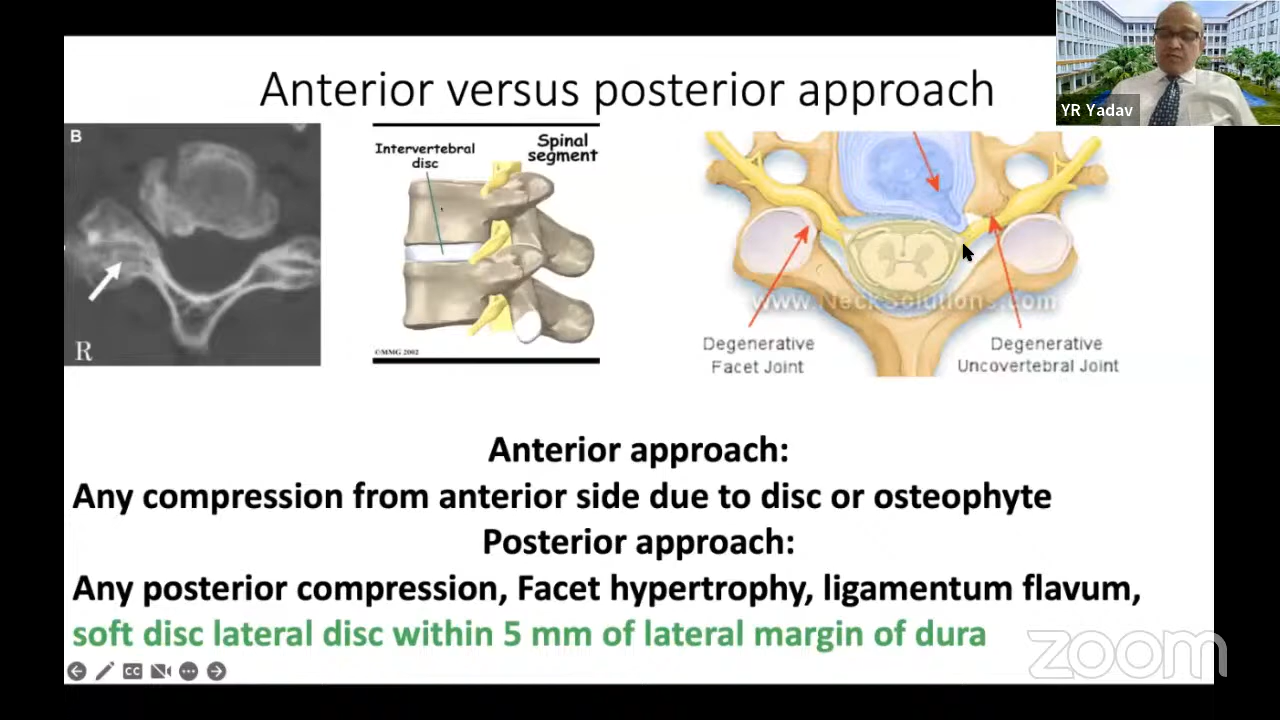 Anterior versus posterior approach
YR Yadav
B
R
Intervertebral
disc
Spinal
segment
©MMG 2002
www.NeckSolutions.com
Degenerative
Facet Joint
Degenerative
Uncovertebral Joint
Anterior approach:
Any compression from anterior side due to disc or osteophyte
Posterior approach:
Any posterior compression, Facet hypertrophy, ligamentum flavum,
soft disc lateral disc within 5 mm of lateral margin of dura
CC
zoom